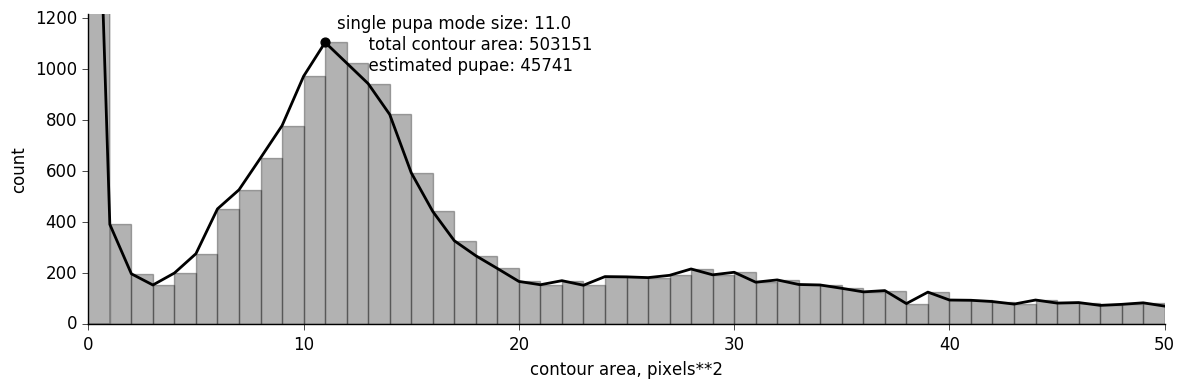 1200
single pupa mode size: 11.0
total contour area: 503151
estimated pupae: 45741
1000
800
600
400
200
0
count
0 10 20 30 40 50
contour area, pixels**2